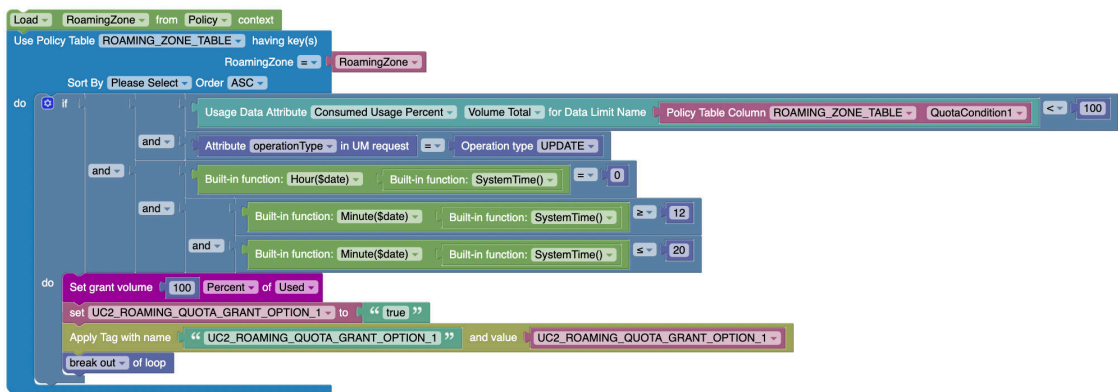 Load RoamingZone from Policy context
Use Policy Table ROAMING_ZONE_TABLE having key(s)
RoamingZone = RoamingZone
Sort By Please Select Order ASC
do if
Usage Data Attribute Consumed Usage Percent Volume Total for Data Limit Name Policy Table Column ROAMING_ZONE_TABLE QuotaCondition1 < 100
and Attribute operationType in UM request = Operation type UPDATE
and Built-in function: Hour($date) Built-in function: SystemTime() = 0
and Built-in function: Minute($date) Built-in function: SystemTime() ≥ 12
and Built-in function: Minute($date) Built-in function: SystemTime() ≤ 20
do Set grant volume 100 Percent of Used
set UC2_ROAMING_QUOTA_GRANT_OPTION_1 to “ true ”
Apply Tag with name “ UC2_ROAMING_QUOTA_GRANT_OPTION_1 ” and value UC2_ROAMING_QUOTA_GRANT_OPTION_1
break out of loop